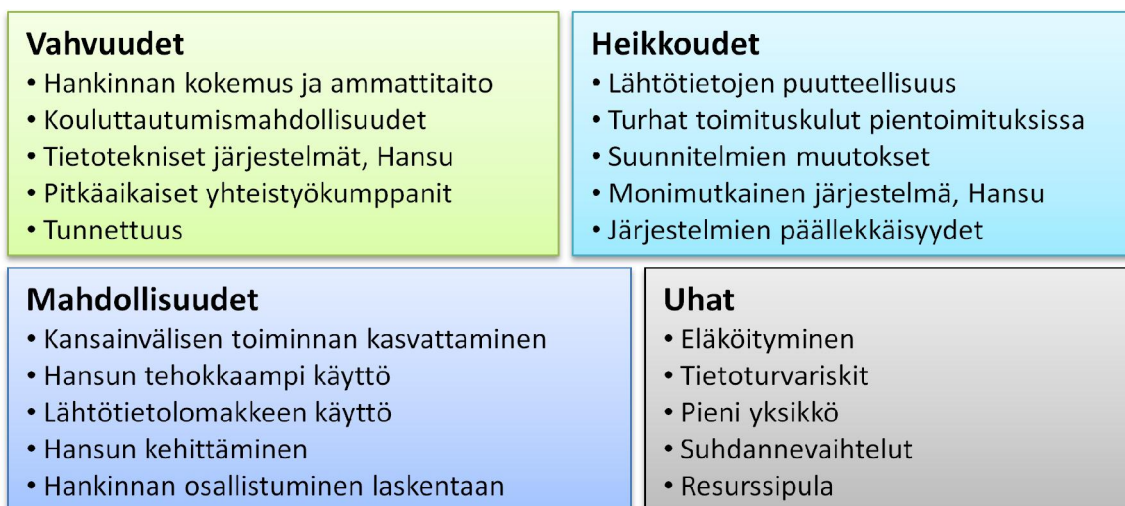 Vahvuudet
• Hankinnan kokemus ja ammattitaito
• Kouluttautumismahdollisuudet
• Tietotekniset järjestelmät, Hansu
• Pitkäaikaiset yhteistyökumppanit
• Tunnettuus
Heikkoudet
• Lähtötietojen puutteellisuus
• Turhat toimituskulut pientoimituksissa
• Suunnitelmien muutokset
• Monimutkainen järjestelmä, Hansu
• Järjestelmien päällekkäisyydet
Mahdollisuudet
• Kansainvälisen toiminnan kasvattaminen
• Hansun tehokkaampi käyttö
• Lähtötietolomakkeen käyttö
• Hansun kehittäminen
• Hankinnan osallistuminen laskentaan
Uhat
• Eläköityminen
• Tietoturvariskit
• Pieni yksikkö
• Suhdannevaihtelut
• Resurssipula